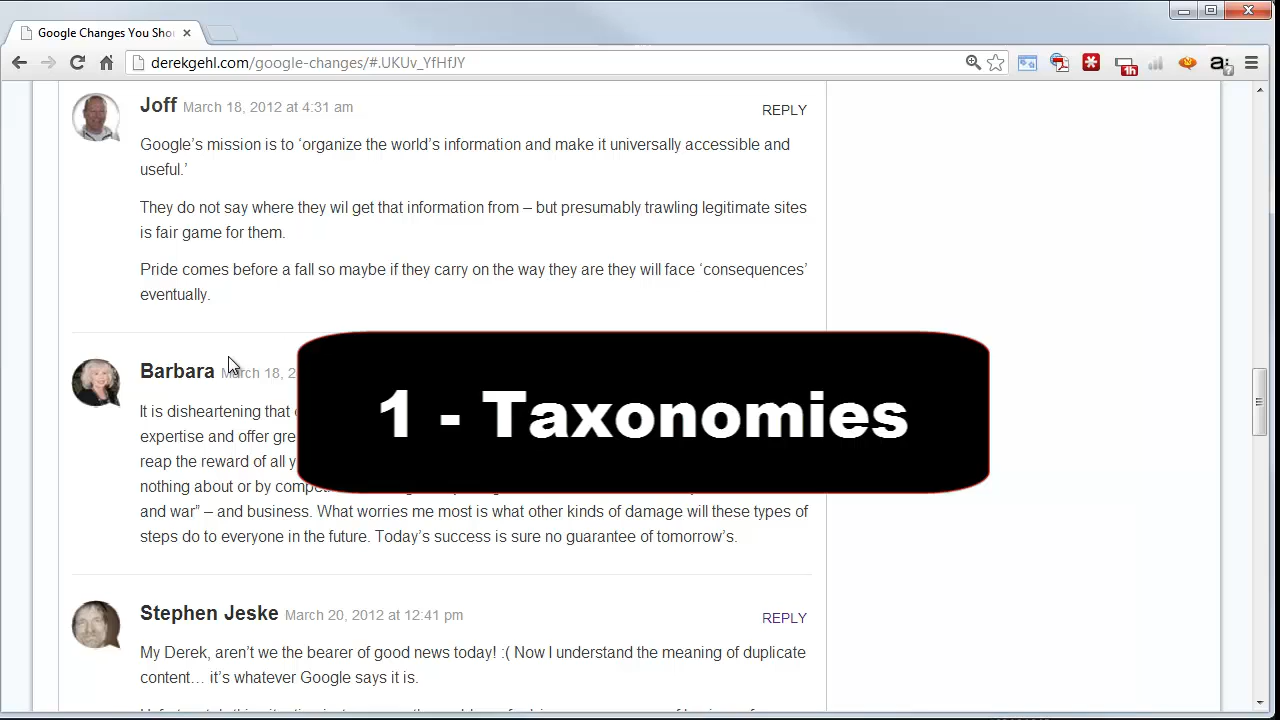 Google Changes You Shou
derekgehl.com/google-changes/#.UKUv_YfHfJY
1h
a
?
Joff March 18, 2012 at 4:31 am
REPLY
Google’s mission is to ‘organize the world’s information and make it universally accessible and
useful.’
They do not say where they wil get that information from – but presumably trawling legitimate sites
is fair game for them.
Pride comes before a fall so maybe if they carry on the way they are they will face ‘consequences’
eventually.
1 - Taxonomies
Barbara March 18, 2
It is disheartening that
expertise and offer gre
reap the reward of all y
nothing about or by
and war” – and business. What worries me most is what other kinds of damage will these types of
steps do to everyone in the future. Today’s success is sure no guarantee of tomorrow’s.
Stephen Jeske March 20, 2012 at 12:41 pm
REPLY
My Derek, aren’t we the bearer of good news today! :( Now I understand the meaning of duplicate
content… it’s whatever Google says it is.